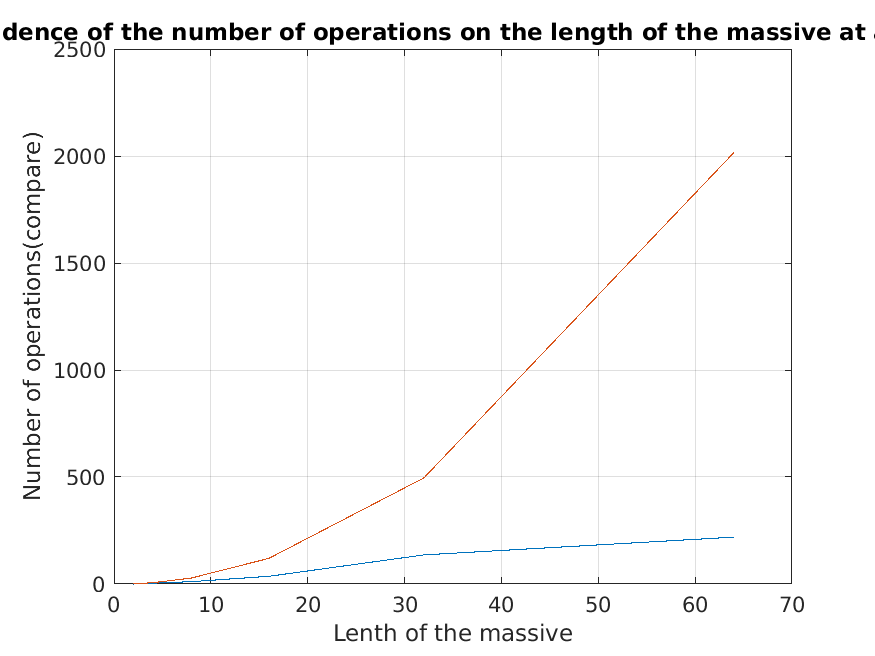 dence of the number of operations on the length of the massive at
2500
2000
1500
1000
500
0
Number of operations(compare)
0 10 20 30 40 50 60 70
Lenth of the massive